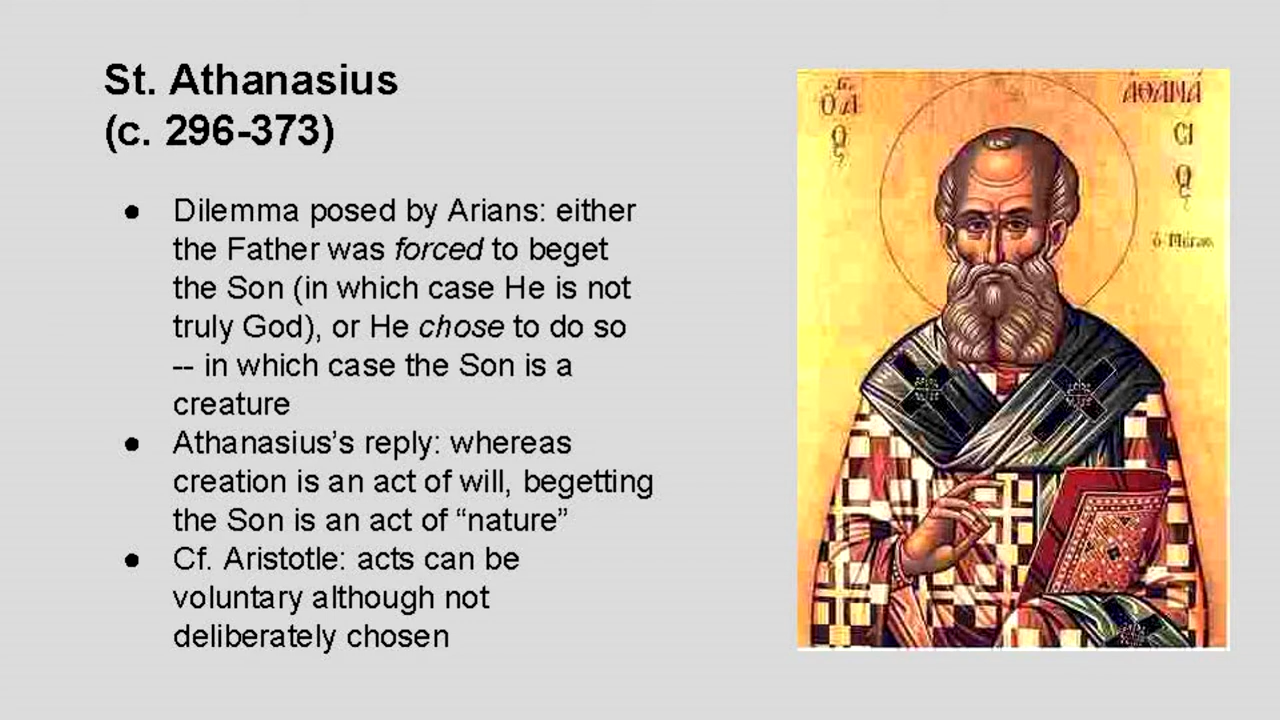 St. Athanasius
(c. 296-373)
● Dilemma posed by Arians: either
the Father was forced to beget
the Son (in which case He is not
truly God), or He chose to do so
-- in which case the Son is a
creature
● Athanasius’s reply: whereas
creation is an act of will, begetting
the Son is an act of “nature”
● Cf. Aristotle: acts can be
voluntary although not
deliberately chosen
ΑΘΑΝΑ
СΙ
Ο
ς